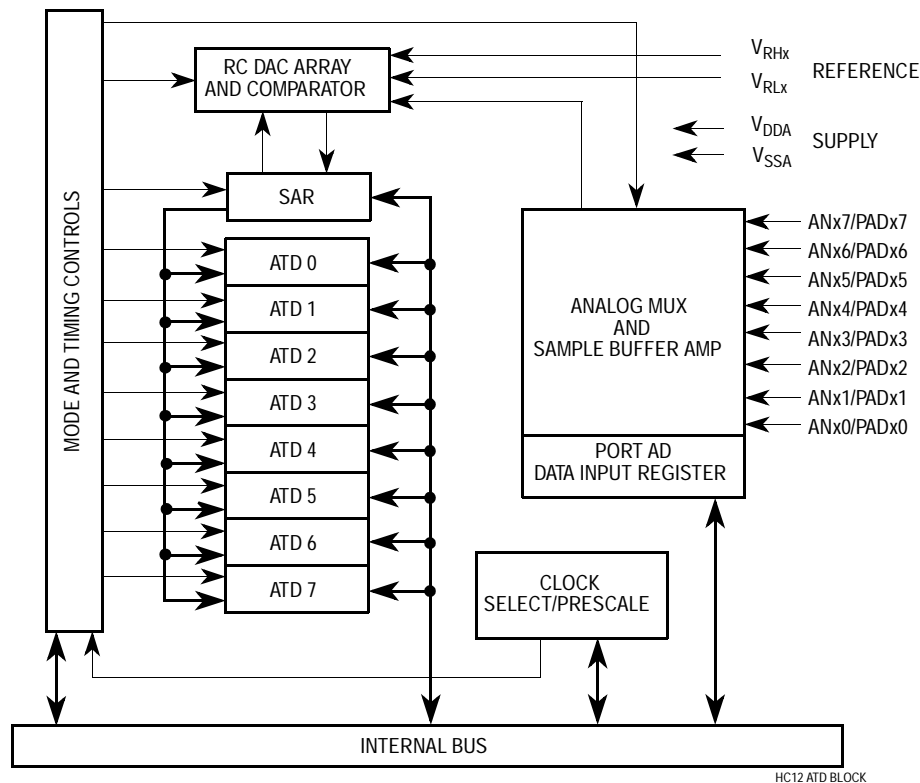 MODE AND TIMING CONTROLS
RC DAC ARRAY
AND COMPARATOR
VRHx
VRLx
REFERENCE
VDDA
VSSA
SUPPLY
SAR
ATD 0
ATD 1
ATD 2
ATD 3
ATD 4
ATD 5
ATD 6
ATD 7
ANALOG MUX
AND
SAMPLE BUFFER AMP
PORT AD
DATA INPUT REGISTER
ANx7/PADx7
ANx6/PADx6
ANx5/PADx5
ANx4/PADx4
ANx3/PADx3
ANx2/PADx2
ANx1/PADx1
ANx0/PADx0
CLOCK
SELECT/PRESCALE
INTERNAL BUS
HC12 ATD BLOCK